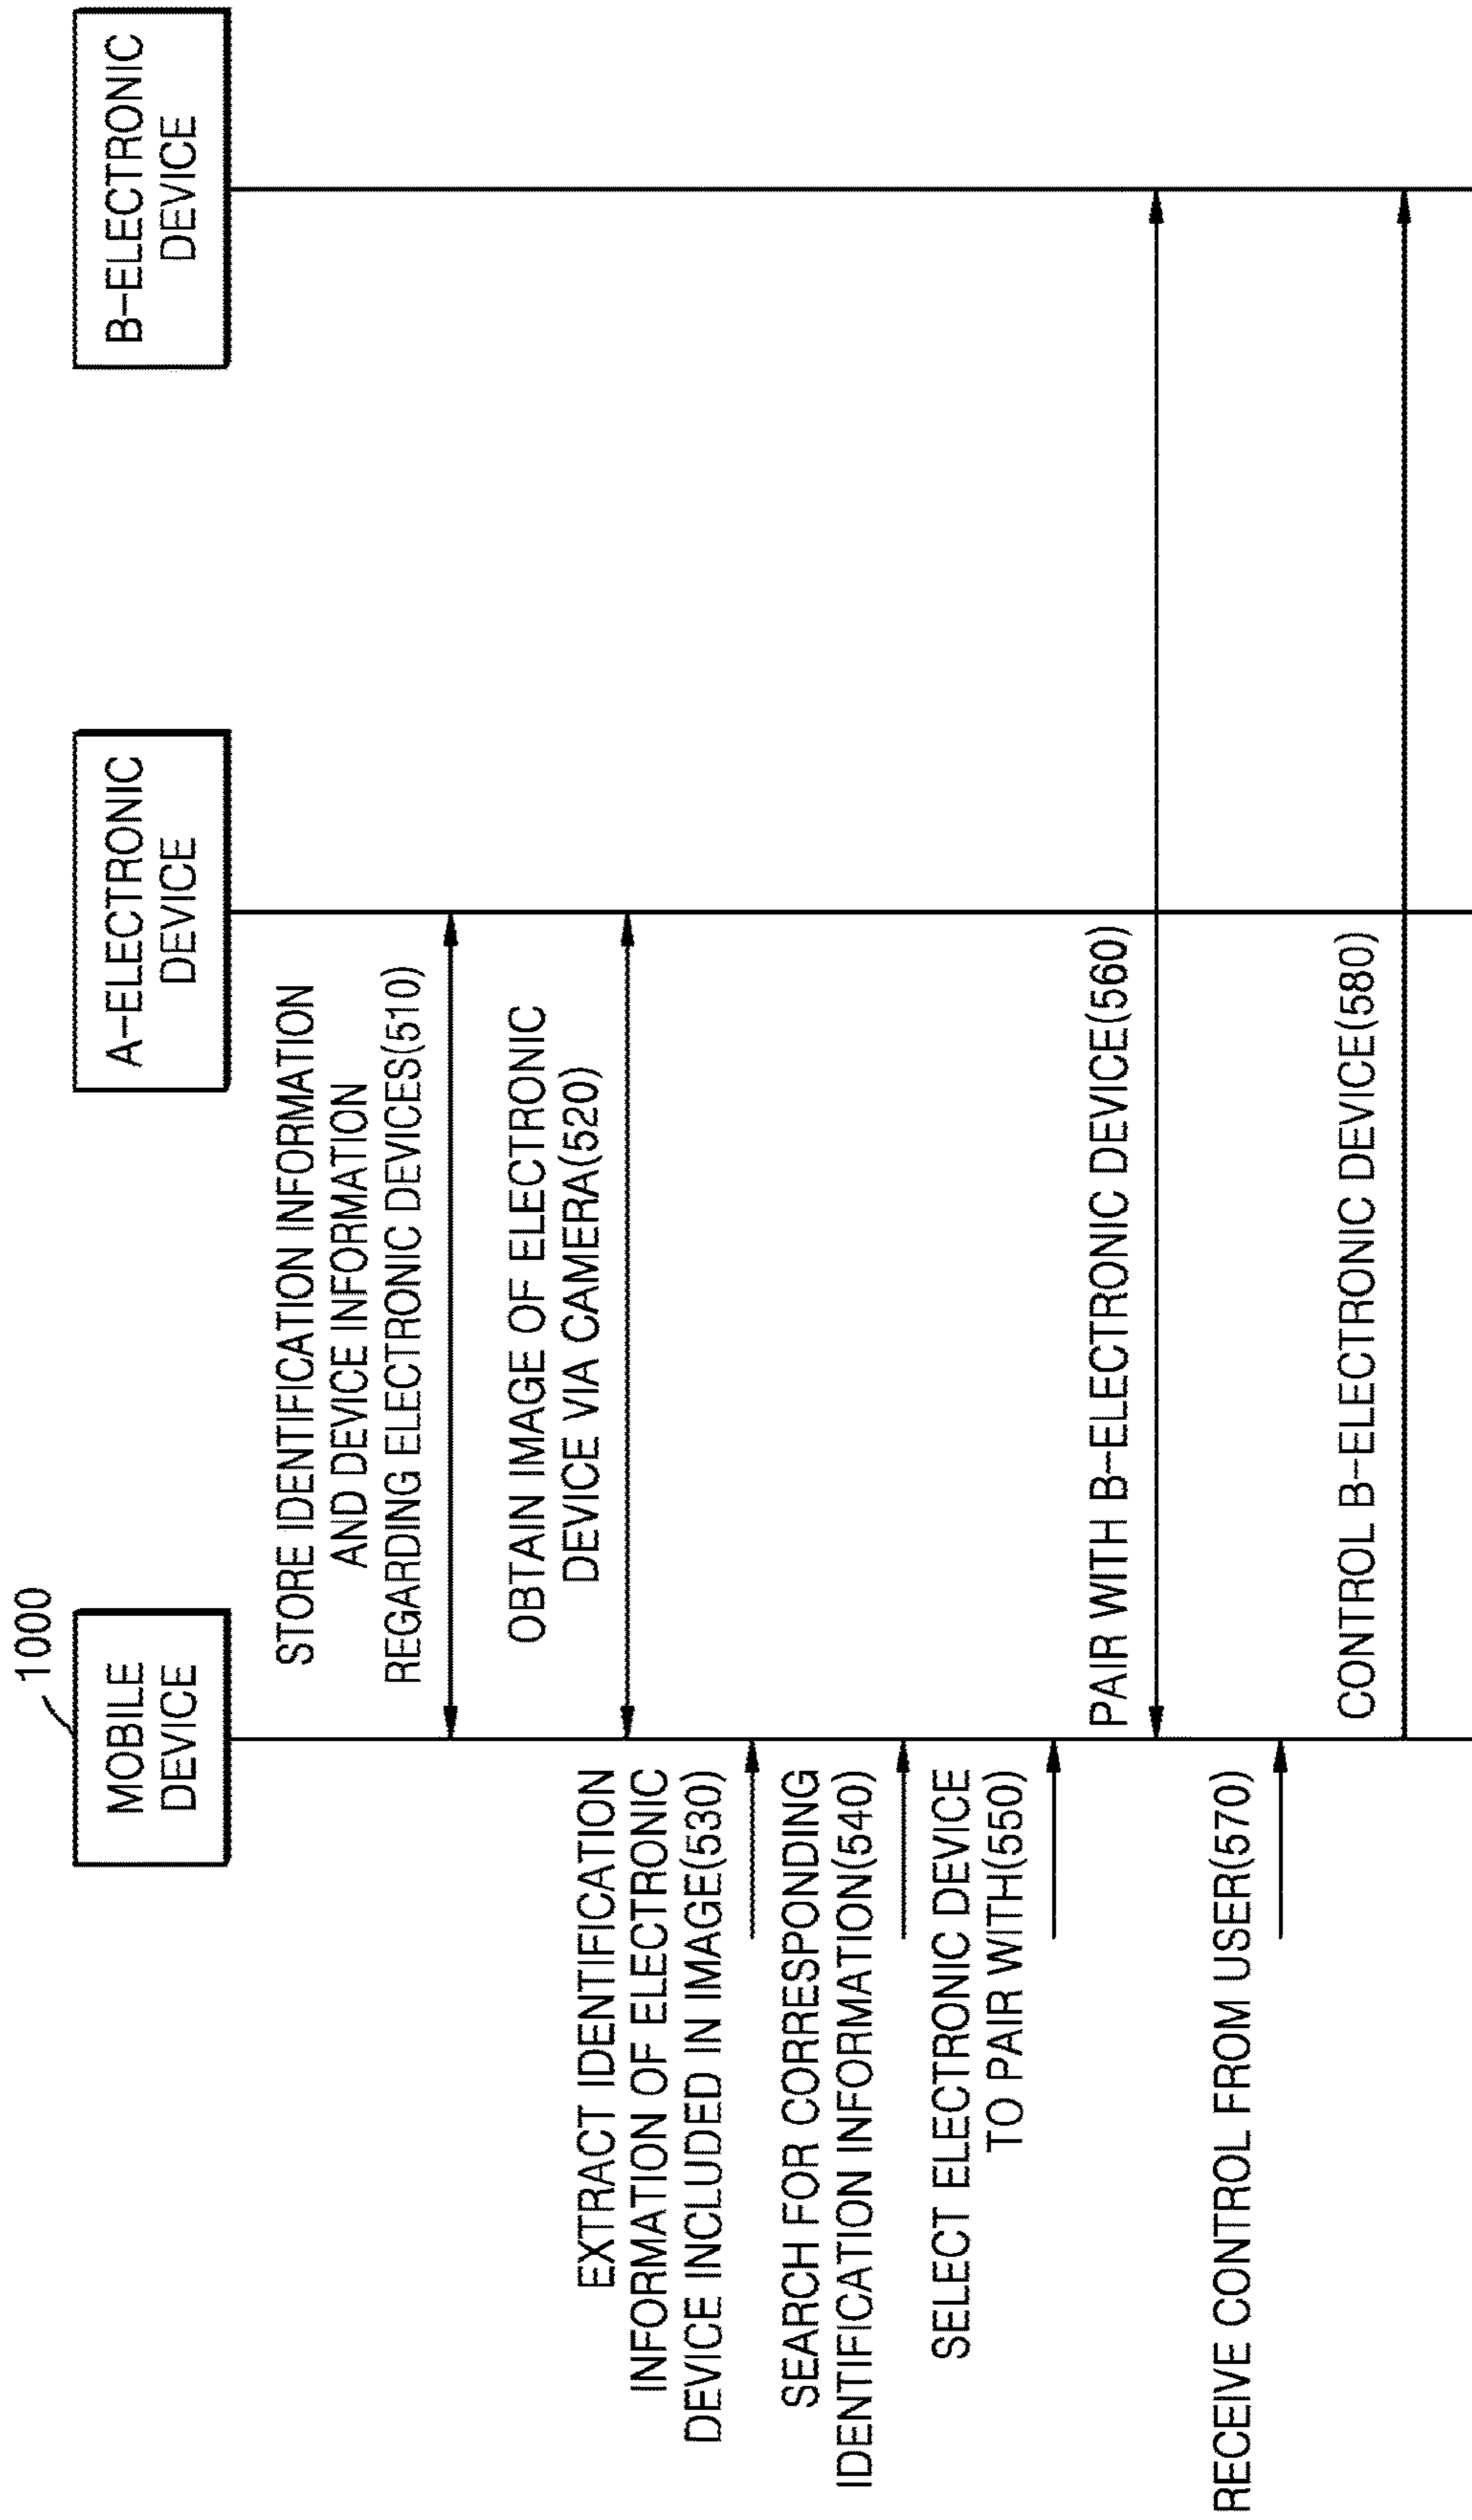 1000
MOBILE
DEVICE
A-ELECTRONIC
DEVICE
B-ELECTRONIC
DEVICE
STORE IDENTIFICATION INFORMATION
AND DEVICE INFORMATION
REGARDING ELECTRONIC DEVICES(510)
OBTAIN IMAGE OF ELECTRONIC
DEVICE VIA CAMERA(520)
EXTRACT IDENTIFICATION
INFORMATION OF ELECTRONIC
DEVICE INCLUDED IN IMAGE(530)
SEARCH FOR CORRESPONDING
IDENTIFICATION INFORMATION(540)
SELECT ELECTRONIC DEVICE
TO PAIR WITH(550)
PAIR WITH B-ELECTRONIC DEVICE(560)
RECEIVE CONTROL FROM USER(570)
CONTROL B-ELECTRONIC DEVICE(580)